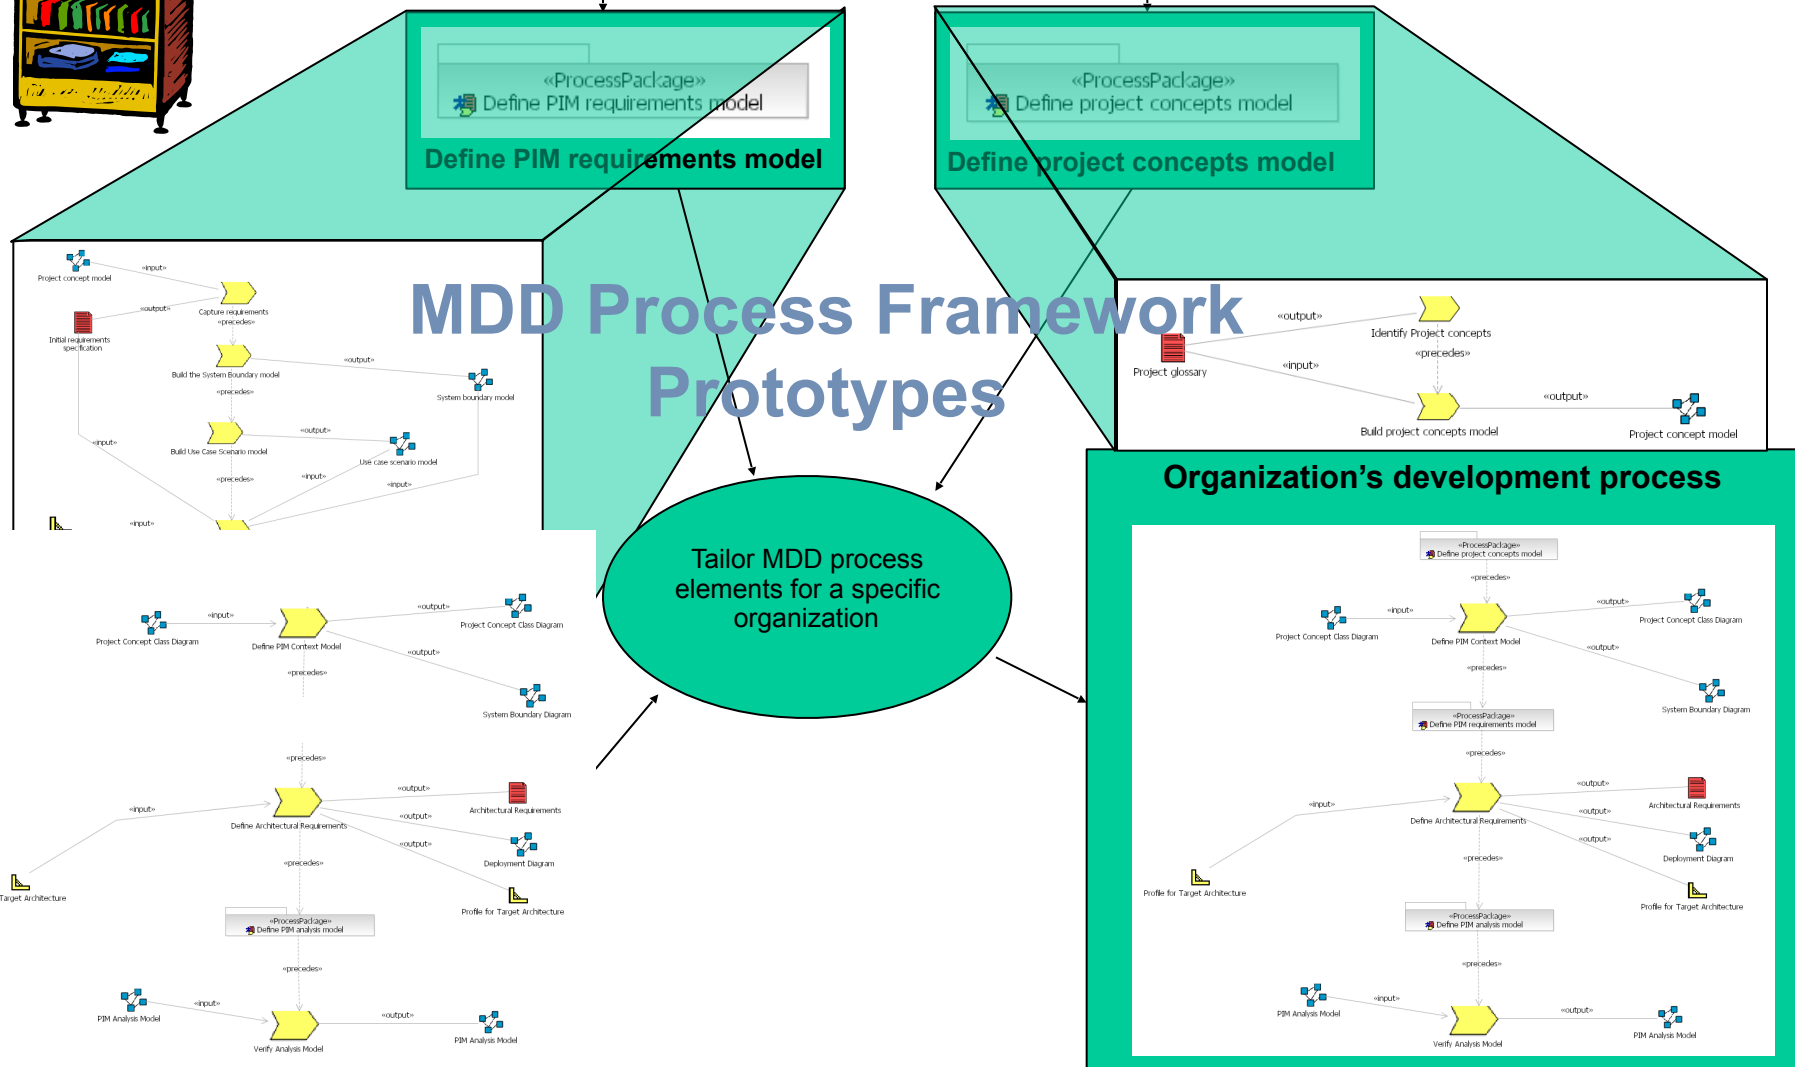 «ProcessPackage»
Define PIM requirements model
Define PIM requirements model
«ProcessPackage»
Define project concepts model
Define project concepts model
MDD Process Framework
Prototypes
Project concept model
«input»
«output»
Capture requirements
«precedes»
Initial requirements
specification
Build the System Boundary model
«output»
System boundary model
«precedes»
Build Use Case Scenario model
«output»
Use case scenario model
«input»
«precedes»
«input»
«input»
«input»
«output»
Identify Project concepts
«precedes»
Project glossary
«input»
Build project concepts model
«output»
Project concept model
Tailor MDD process
elements for a specific
organization
Project Concept Class Diagram
«input»
Define PIM Context Model
«output»
Project Concept Class Diagram
«output»
System Boundary Diagram
«precedes»
«precedes»
«input»
Define Architectural Requirements
«output»
Architectural Requirements
«output»
Deployment Diagram
«output»
Profile for Target Architecture
Target Architecture
«precedes»
«ProcessPackage»
Define PIM analysis model
«precedes»
PIM Analysis Model
«input»
Verify Analysis Model
«output»
PIM Analysis Model
Organization’s development process
«ProcessPackage»
Define project concepts model
«precedes»
Project Concept Class Diagram
«input»
Define PIM Context Model
«output»
Project Concept Class Diagram
«output»
System Boundary Diagram
«precedes»
«ProcessPackage»
Define PIM requirements model
«precedes»
«input»
Define Architectural Requirements
«output»
Architectural Requirements
«output»
Deployment Diagram
«output»
Profile for Target Architecture
Profile for Target Architecture
«precedes»
«ProcessPackage»
Define PIM analysis model
«precedes»
PIM Analysis Model
«input»
Verify Analysis Model
«output»
PIM Analysis Model